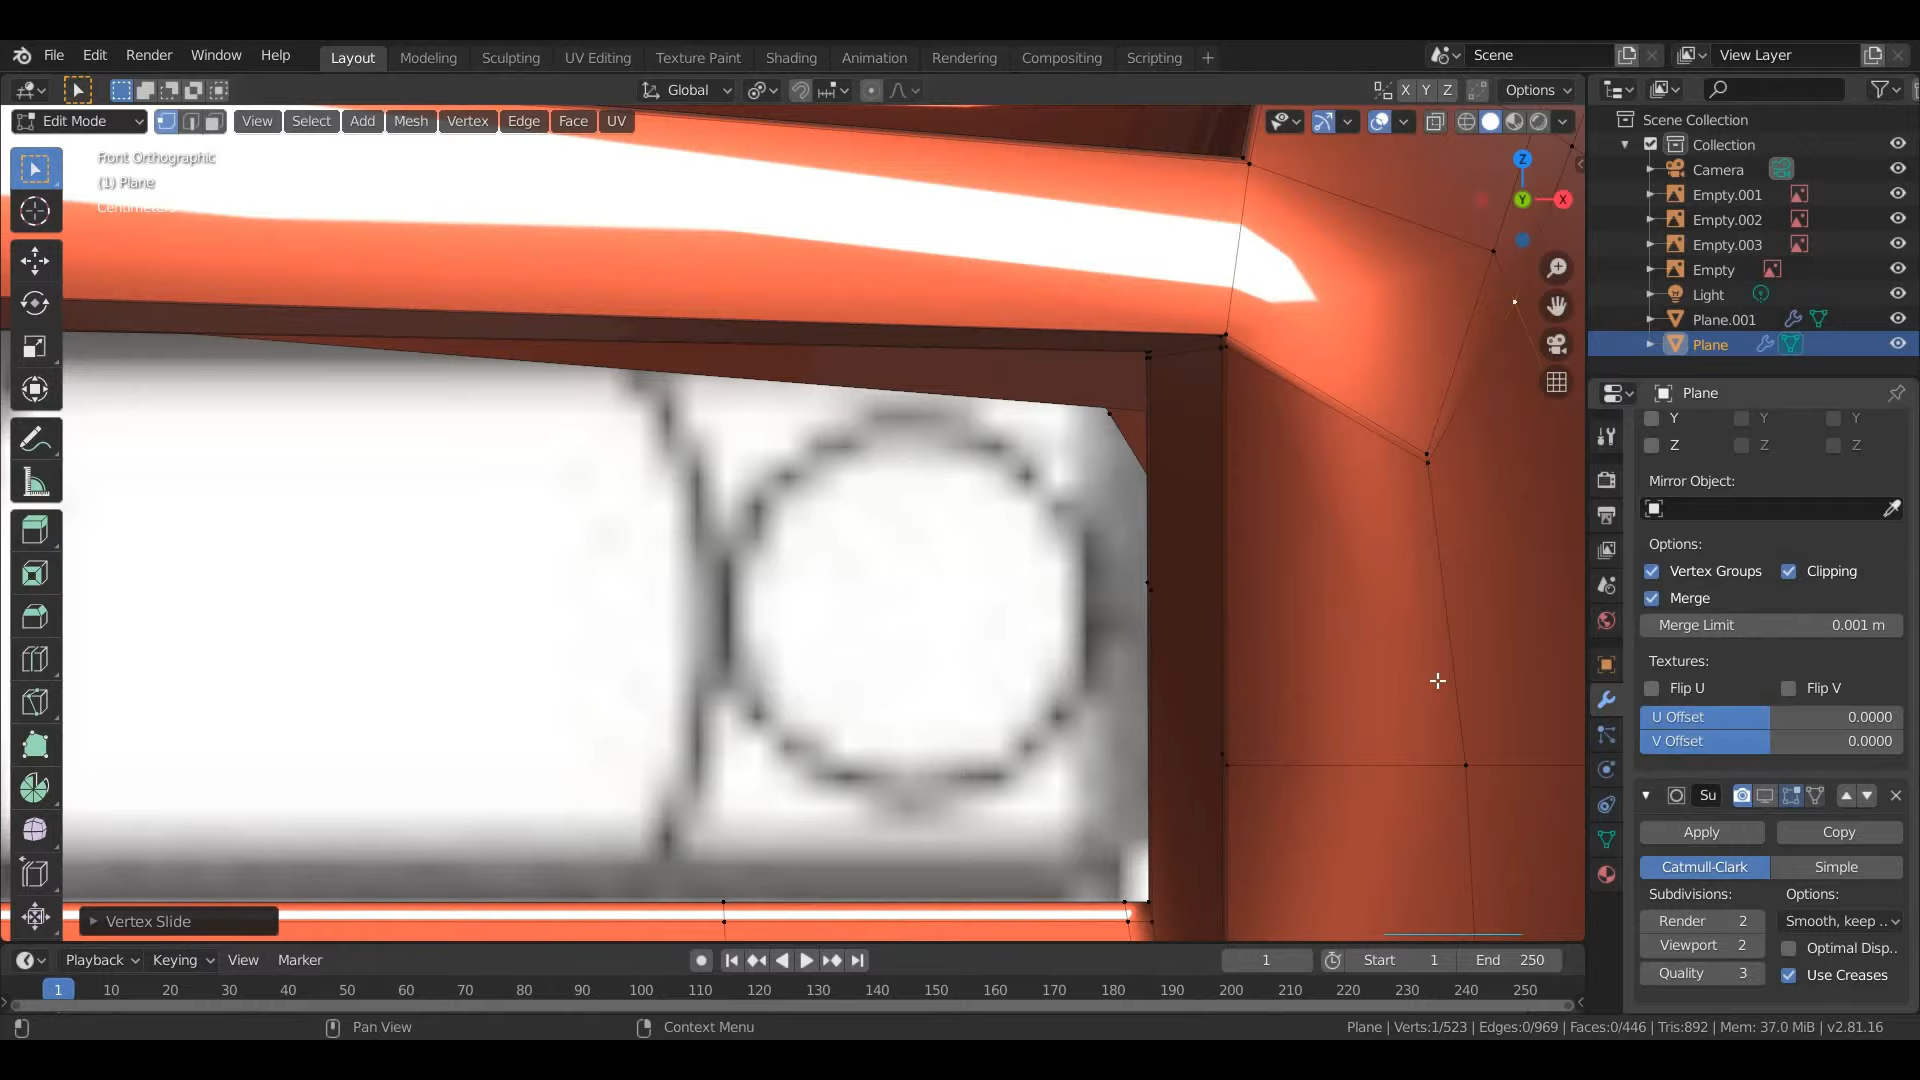 File Edit Render Window Help
Layout Modeling Sculpting UV Editing Texture Paint Shading Animation Rendering Compositing Scripting +
Scene
View Layer
Global
X Y Z
Options
Edit Mode
View Select Add Mesh Vertex Edge Face UV
Front Orthographic
(1) Plane
Centimeters
Z
Y
X
Scene Collection
Collection
Camera
Empty.001
Empty.002
Empty.003
Empty
Light
Plane.001
Plane
Plane
Y Y Y
Z Z Z
Mirror Object:
Options:
Vertex Groups Clipping
Merge
Merge Limit 0.001 m
Textures:
Flip U Flip V
U Offset 0.0000
V Offset 0.0000
Su
Apply Copy
Catmull-Clark Simple
Subdivisions: Options:
Render 2 Smooth, keep ..
Viewport 2 Optimal Disp..
Quality 3 Use Creases
Vertex Slide
Playback Keying View Marker
1 Start 1 End 250
1 10 20 30 40 50 60 70 80 90 100 110 120 130 140 150 160 170 180 190 200 210 220 230 240 250
Pan View
Context Menu
Plane | Verts:1/523 | Edges:0/969 | Faces:0/446 | Tris:892 | Mem: 37.0 MiB | v2.81.16